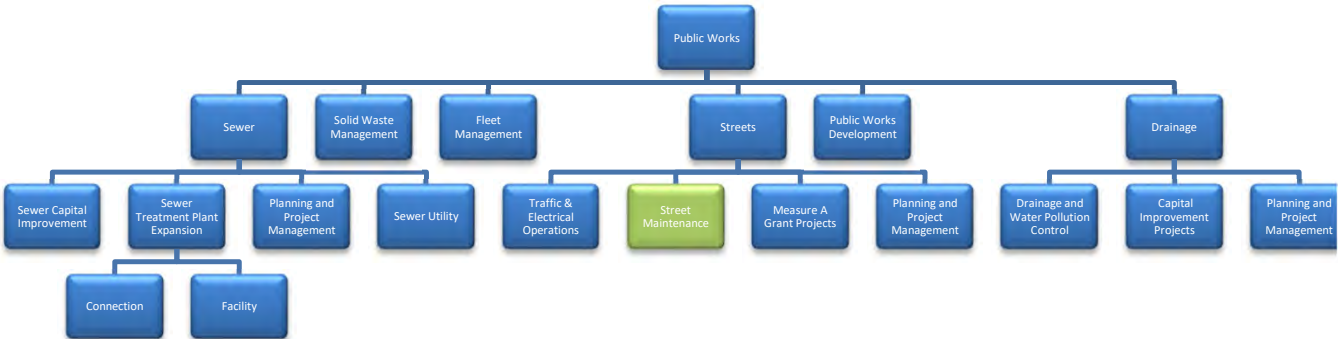 Public Works
Sewer
Solid Waste
Management
Fleet
Management
Streets
Public Works
Development
Drainage
Sewer Capital
Improvement
Sewer
Treatment Plant
Expansion
Planning and
Project
Management
Sewer Utility
Traffic &
Electrical
Operations
Street
Maintenance
Measure A
Grant Projects
Planning and
Project
Management
Drainage and
Water Pollution
Control
Capital
Improvement
Projects
Planning and
Project
Management
Connection
Facility